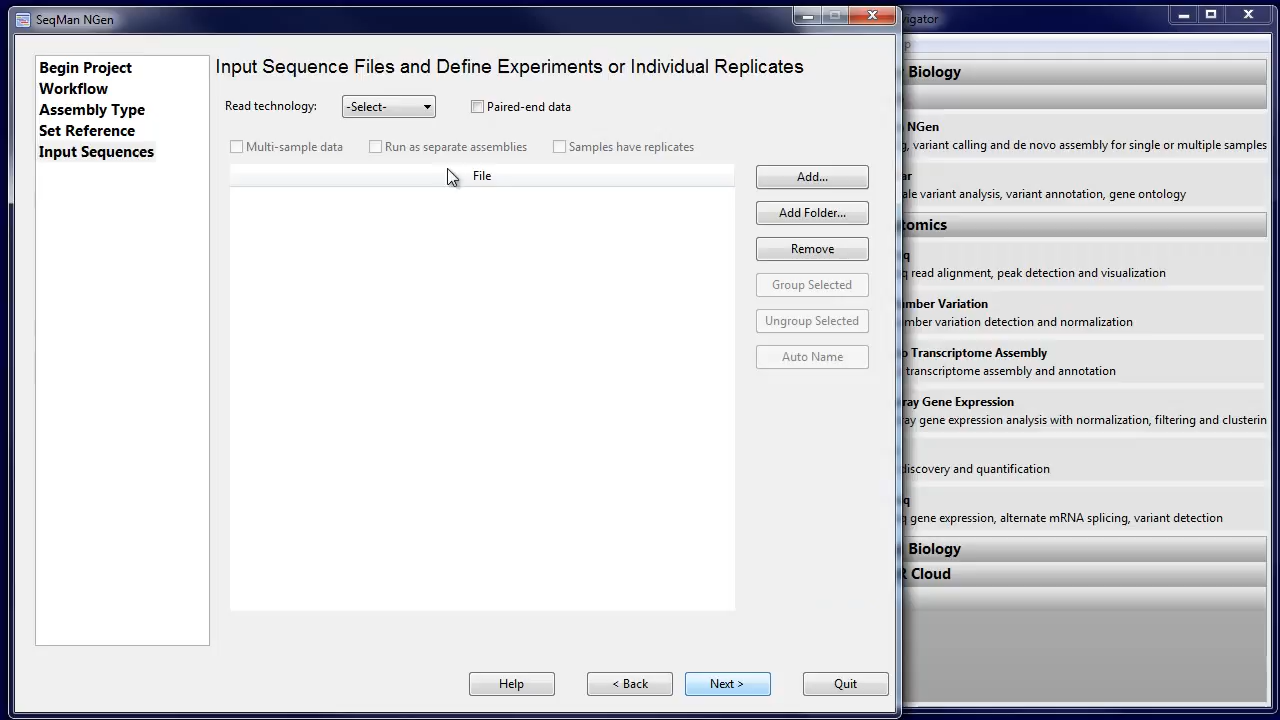 SeqMan NGen
Begin Project
Workflow
Assembly Type
Set Reference
Input Sequences
Input Sequence Files and Define Experiments or Individual Replicates
Read technology: -Select- Paired-end data
Multi-sample data Run as separate assemblies Samples have replicates
File
Add...
Add Folder...
Remove
Group Selected
Ungroup Selected
Auto Name
Help < Back Next > Quit
vigator
p
Biology
NGen
g, variant calling and de novo assembly for single or multiple samples
ar
ale variant analysis, variant annotation, gene ontology
tomics
q
q read alignment, peak detection and visualization
mber Variation
mber variation detection and normalization
o Transcriptome Assembly
transcriptome assembly and annotation
ray Gene Expression
ray gene expression analysis with normalization, filtering and clusterin
discovery and quantification
q
q gene expression, alternate mRNA splicing, variant detection
Biology
R Cloud